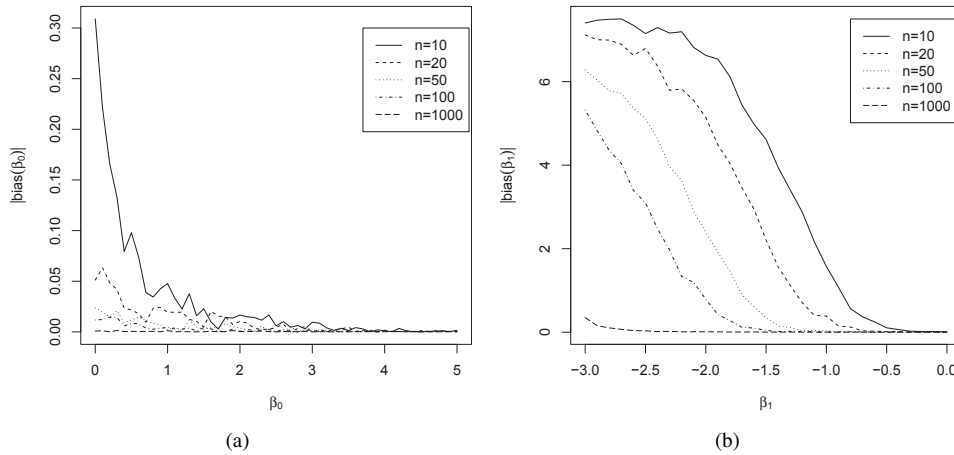 |bias(β₀)|
0.00
0.05
0.10
0.15
0.20
0.25
0.30
n=10
n=20
n=50
n=100
n=1000
0 1 2 3 4 5
β₀
(a)
|bias(β₁)|
0
2
4
6
n=10
n=20
n=50
n=100
n=1000
−3.0 −2.5 −2.0 −1.5 −1.0 −0.5 0.0
β₁
(b)